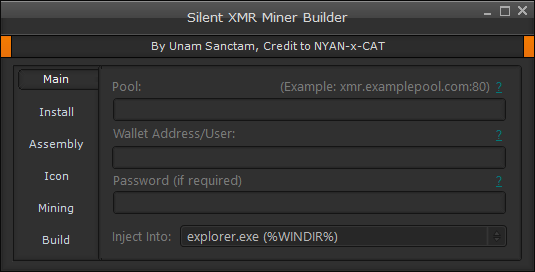 Silent XMR Miner Builder
By Unam Sanctam, Credit to NYAN-x-CAT
Main
Install
Assembly
Icon
Mining
Build
Pool: (Example: xmr.examplepool.com:80) ?
Wallet Address/User: ?
Password (if required) ?
Inject Into: explorer.exe (%WINDIR%)